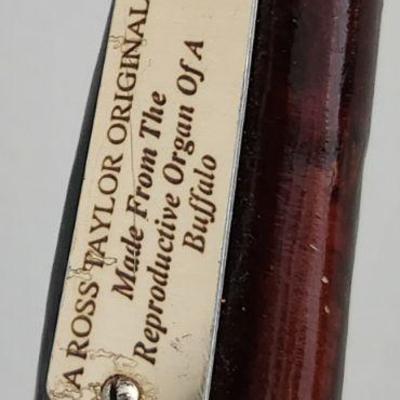 A ROSS TAYLOR ORIGINAL
Made From The
Reproductive Organ Of A
Buffalo